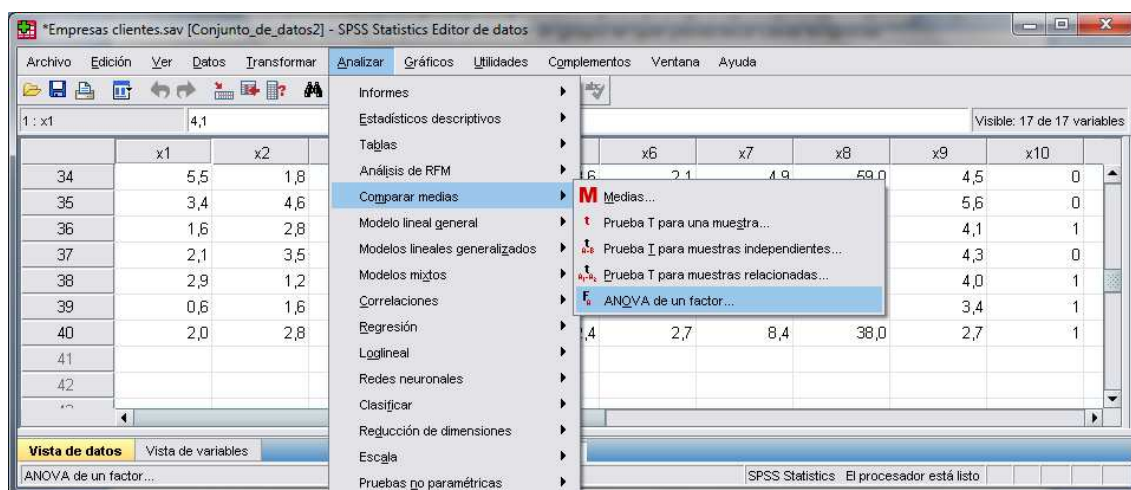 *Empresas clientes.sav [Conjunto_de_datos2] - SPSS Statistics Editor de datos
Archivo Edición Ver Datos Transformar Analizar Gráficos Utilidades Complementos Ventana Ayuda
1 : x1 4,1 Visible: 17 de 17 variables
x1 x2 x6 x7 x8 x9 x10
34 5,5 1,8 2,1 4,9 59,0 4,5 0
35 3,4 4,6 5,6 0
36 1,6 2,8 4,1 1
37 2,1 3,5 4,3 0
38 2,9 1,2 4,0 1
39 0,6 1,6 3,4 1
40 2,0 2,8 ,4 2,7 8,4 38,0 2,7 1
41
42
Informes
Estadísticos descriptivos
Tablas
Análisis de RFM
Comparar medias
Modelo lineal general
Modelos lineales generalizados
Modelos mixtos
Correlaciones
Regresión
Loglineal
Redes neuronales
Clasificar
Reducción de dimensiones
Escala
Pruebas no paramétricas
M Medias...
t Prueba T para una muestra...
Prueba T para muestras independientes...
Prueba T para muestras relacionadas...
ANOVA de un factor...
Vista de datos Vista de variables
ANOVA de un factor... SPSS Statistics El procesador está listo